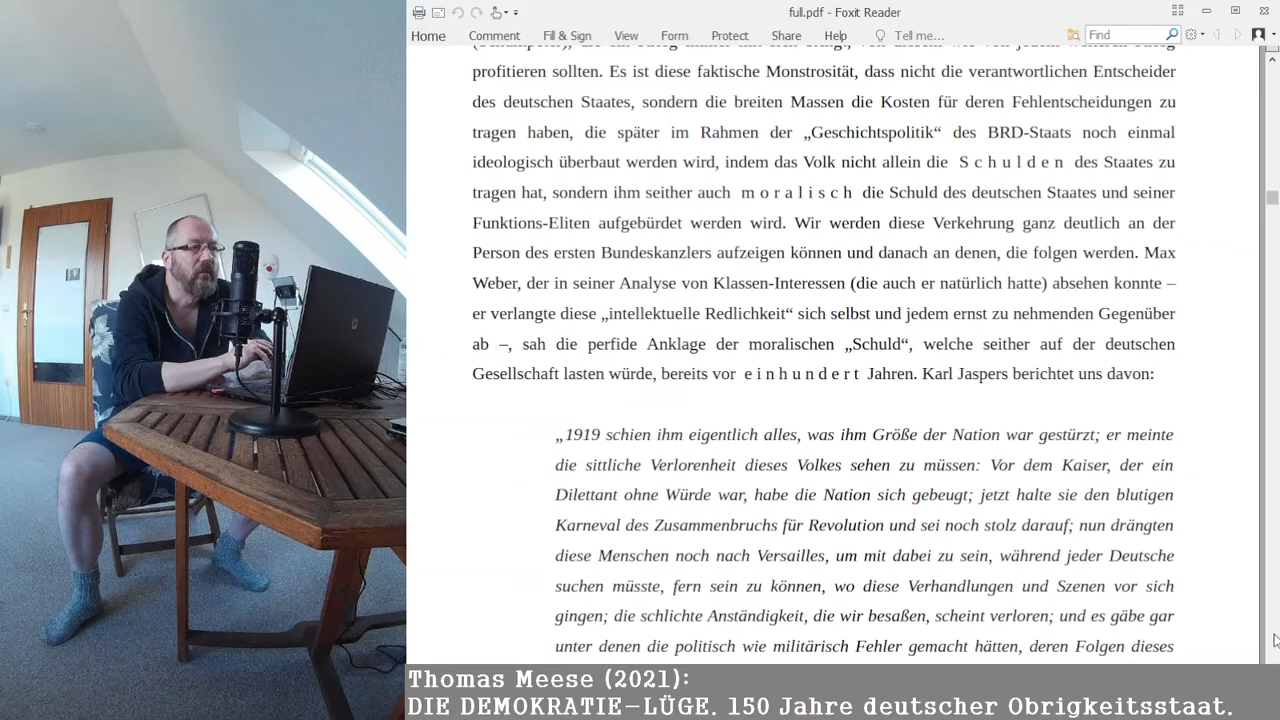 full.pdf - Foxit Reader
Home Comment Fill & Sign View Form Protect Share Help Tell me... Find
profitieren sollten. Es ist diese faktische Monstrosität, dass nicht die verantwortlichen Entscheider
des deutschen Staates, sondern die breiten Massen die Kosten für deren Fehlentscheidungen zu
tragen haben, die später im Rahmen der „Geschichtspolitik“ des BRD-Staats noch einmal
ideologisch überbaut werden wird, indem das Volk nicht allein die S c h u l d e n des Staates zu
tragen hat, sondern ihm seither auch m o r a l i s c h die Schuld des deutschen Staates und seiner
Funktions-Eliten aufgebürdet werden wird. Wir werden diese Verkehrung ganz deutlich an der
Person des ersten Bundeskanzlers aufzeigen können und danach an denen, die folgen werden. Max
Weber, der in seiner Analyse von Klassen-Interessen (die auch er natürlich hatte) absehen konnte –
er verlangte diese „intellektuelle Redlichkeit“ sich selbst und jedem ernst zu nehmenden Gegenüber
ab –, sah die perfide Anklage der moralischen „Schuld“, welche seither auf der deutschen
Gesellschaft lasten würde, bereits vor e i n h u n d e r t Jahren. Karl Jaspers berichtet uns davon:
„1919 schien ihm eigentlich alles, was ihm Größe der Nation war gestürzt; er meinte
die sittliche Verlorenheit dieses Volkes sehen zu müssen: Vor dem Kaiser, der ein
Dilettant ohne Würde war, habe die Nation sich gebeugt; jetzt halte sie den blutigen
Karneval des Zusammenbruchs für Revolution und sei noch stolz darauf; nun drängten
diese Menschen noch nach Versailles, um mit dabei zu sein, während jeder Deutsche
suchen müsste, fern sein zu können, wo diese Verhandlungen und Szenen vor sich
gingen; die schlichte Anständigkeit, die wir besaßen, scheint verloren; und es gäbe gar
unter denen die politisch wie militärisch Fehler gemacht hätten, deren Folgen dieses
Thomas Meese (2021):
DIE DEMOKRATIE-LÜGE. 150 Jahre deutscher Obrigkeitsstaat.